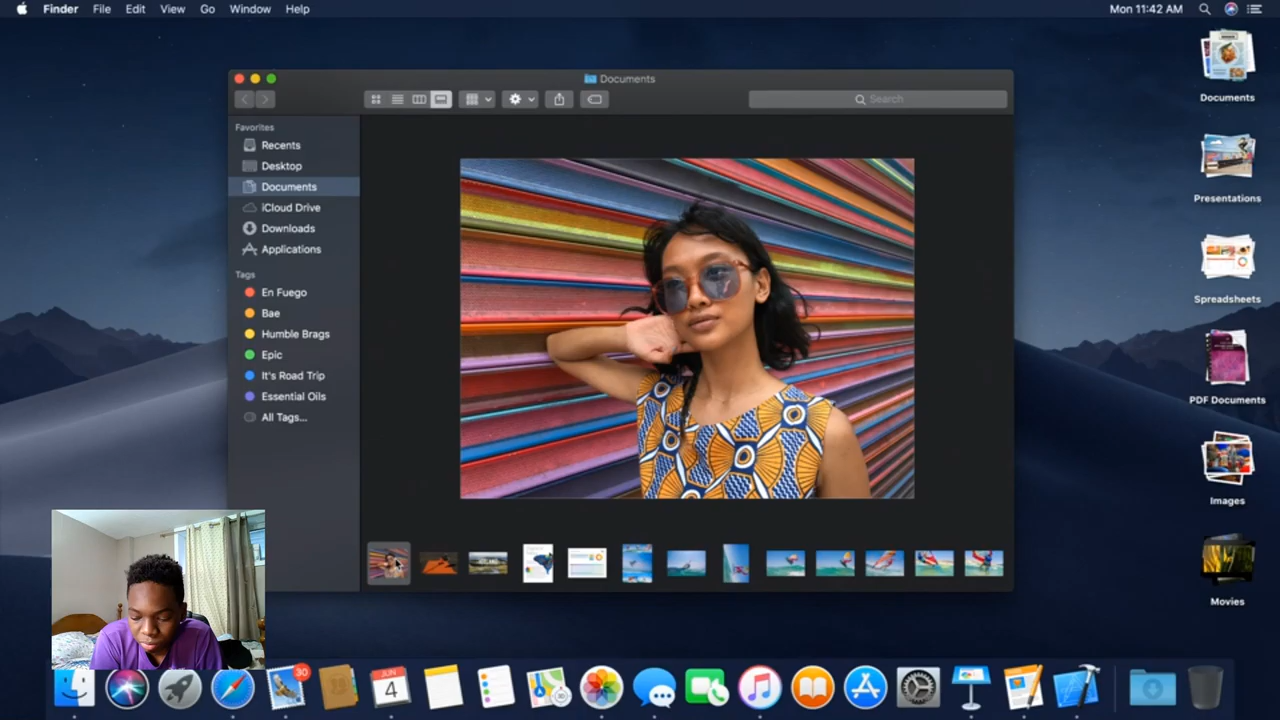 Finder File Edit View Go Window Help Mon 11:42 AM
Documents
Search
Favorites
Recents
Desktop
Documents
iCloud Drive
Downloads
Applications
Tags
En Fuego
Bae
Humble Brags
Epic
It's Road Trip
Essential Oils
All Tags...
Documents
Presentations
Spreadsheets
PDF Documents
Images
Movies
30
JUN
4